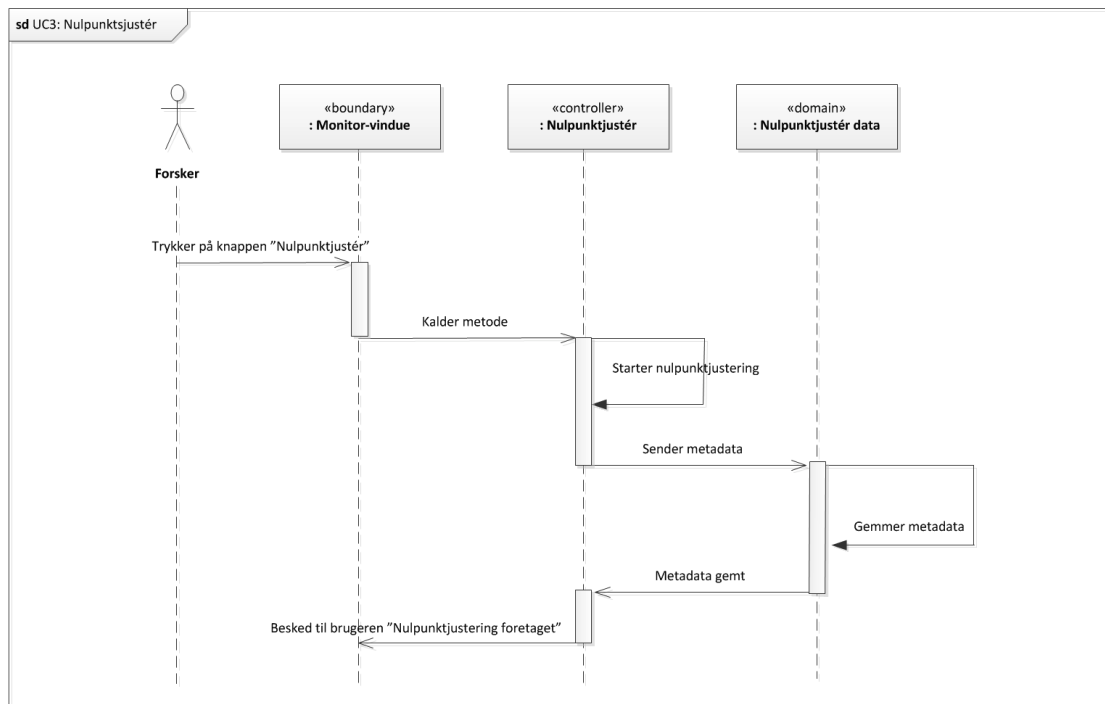 sd UC3: Nulpunktsjustér
«boundary»
: Monitor-vindue
«controller»
: Nulpunktjustér
«domain»
: Nulpunktjustér data
Forsker
Trykker på knappen ”Nulpunktjustér”
Kalder metode
Starter nulpunktjustering
Sender metadata
Gemmer metadata
Metadata gemt
Besked til brugeren ”Nulpunktjustering foretaget”